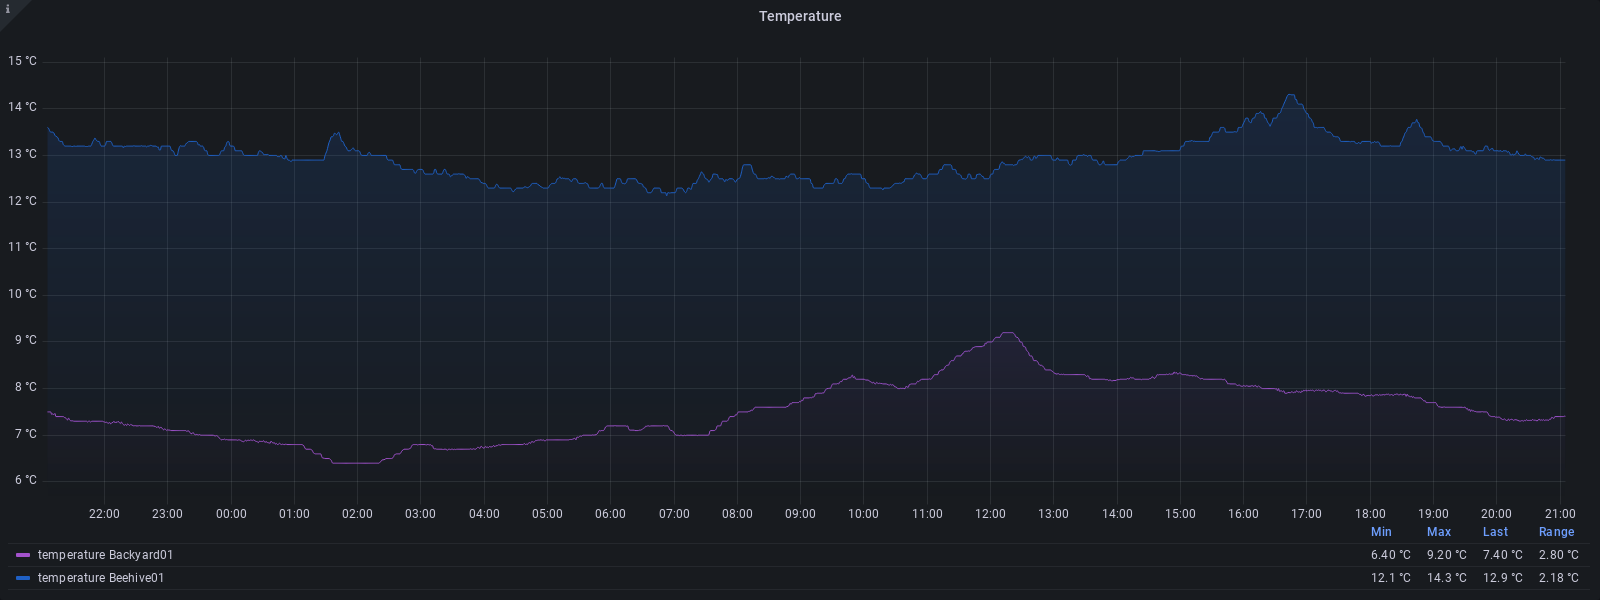 i
Temperature
15 °C
14 °C
13 °C
12 °C
11 °C
10 °C
9 °C
8 °C
7 °C
6 °C
22:00 23:00 00:00 01:00 02:00 03:00 04:00 05:00 06:00 07:00 08:00 09:00 10:00 11:00 12:00 13:00 14:00 15:00 16:00 17:00 18:00 19:00 20:00 21:00
Min Max Last Range
temperature Backyard01 6.40 °C 9.20 °C 7.40 °C 2.80 °C
temperature Beehive01 12.1 °C 14.3 °C 12.9 °C 2.18 °C